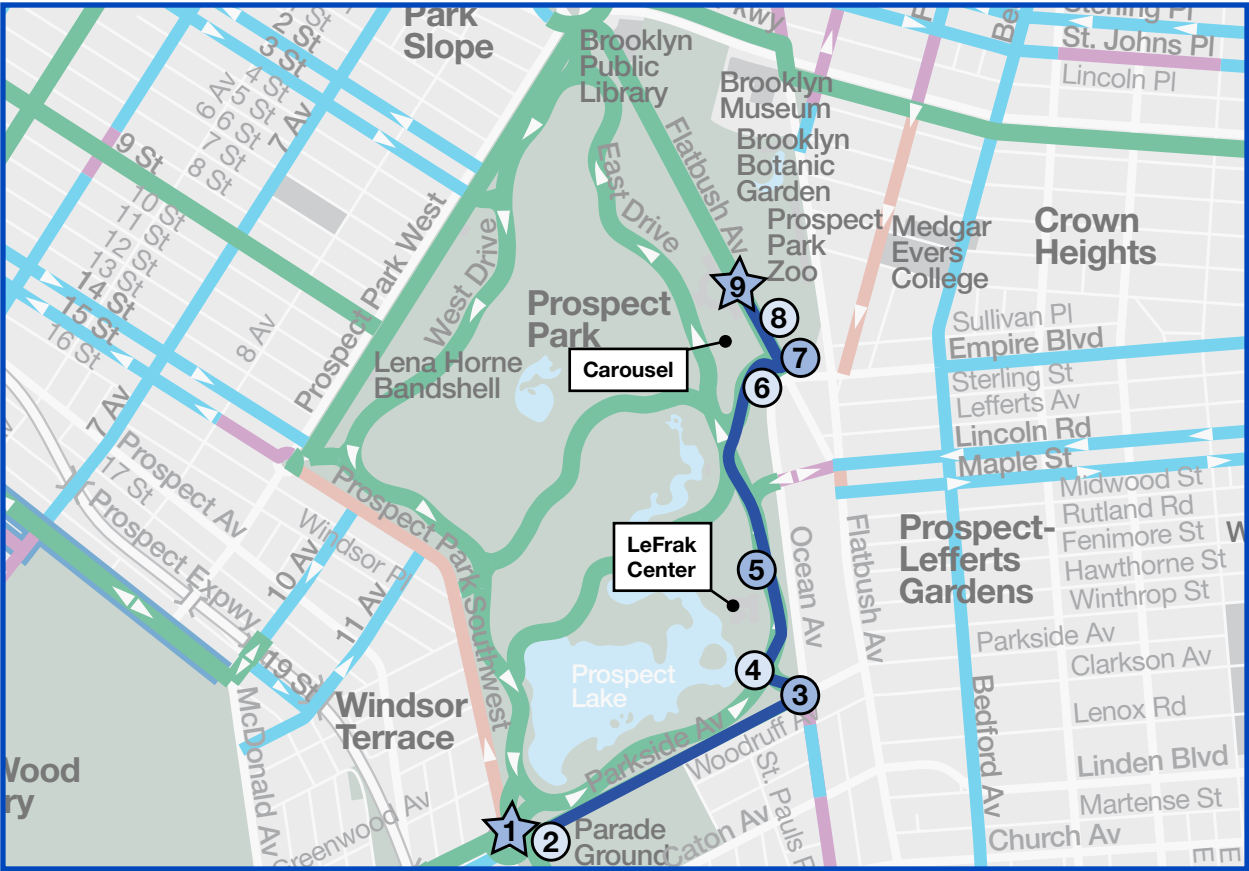 Park
Slope
2 St
3 St
4 St
5 St
6 St
7 St
8 St
6 Av
7 Av
9 St
10 St
11 St
12 St
13 St
14 St
15 St
16 St
8 Av
7 Av
Prospect Park West
Brooklyn
Public
Library
Pkwy
Flatbush Av
Brooklyn
Museum
Brooklyn
Botanic
Garden
Prospect
Park
Zoo
Sterling Pl
St. Johns Pl
Lincoln Pl
Medgar
Evers
College
Crown
Heights
East Drive
West Drive
Prospect
Park
Lena Horne
Bandshell
Carousel
9
8
7
6
Sullivan Pl
Empire Blvd
Sterling St
Lefferts Av
Lincoln Rd
Maple St
Midwood St
Rutland Rd
Fenimore St
Hawthorne St
Winthrop St
Parkside Av
Clarkson Av
Lenox Rd
Linden Blvd
Martense St
Church Av
Prospect-
Lefferts
Gardens
Ocean Av
Flatbush Av
Bedford Av
LeFrak
Center
5
4
3
Prospect
Lake
Prospect Av
17 St
Prospect Expwy
Windsor Pl
10 Av
11 Av
19 St
Prospect Park Southwest
Windsor
Terrace
McDonald Av
Greenwood Av
Parkside Av
Woodruff Av
St. Pauls P
Caton Av
1
2
Parade
Ground